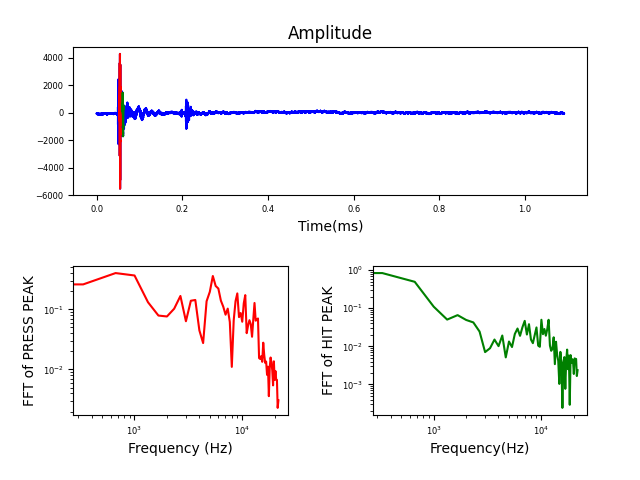 Amplitude
4000
2000
0
−2000
−4000
−6000
0.0 0.2 0.4 0.6 0.8 1.0
Time(ms)
FFT of PRESS PEAK
10⁻¹
10⁻²
10³ 10⁴
Frequency (Hz)
FFT of HIT PEAK
10⁰
10⁻¹
10⁻²
10⁻³
10³ 10⁴
Frequency(Hz)